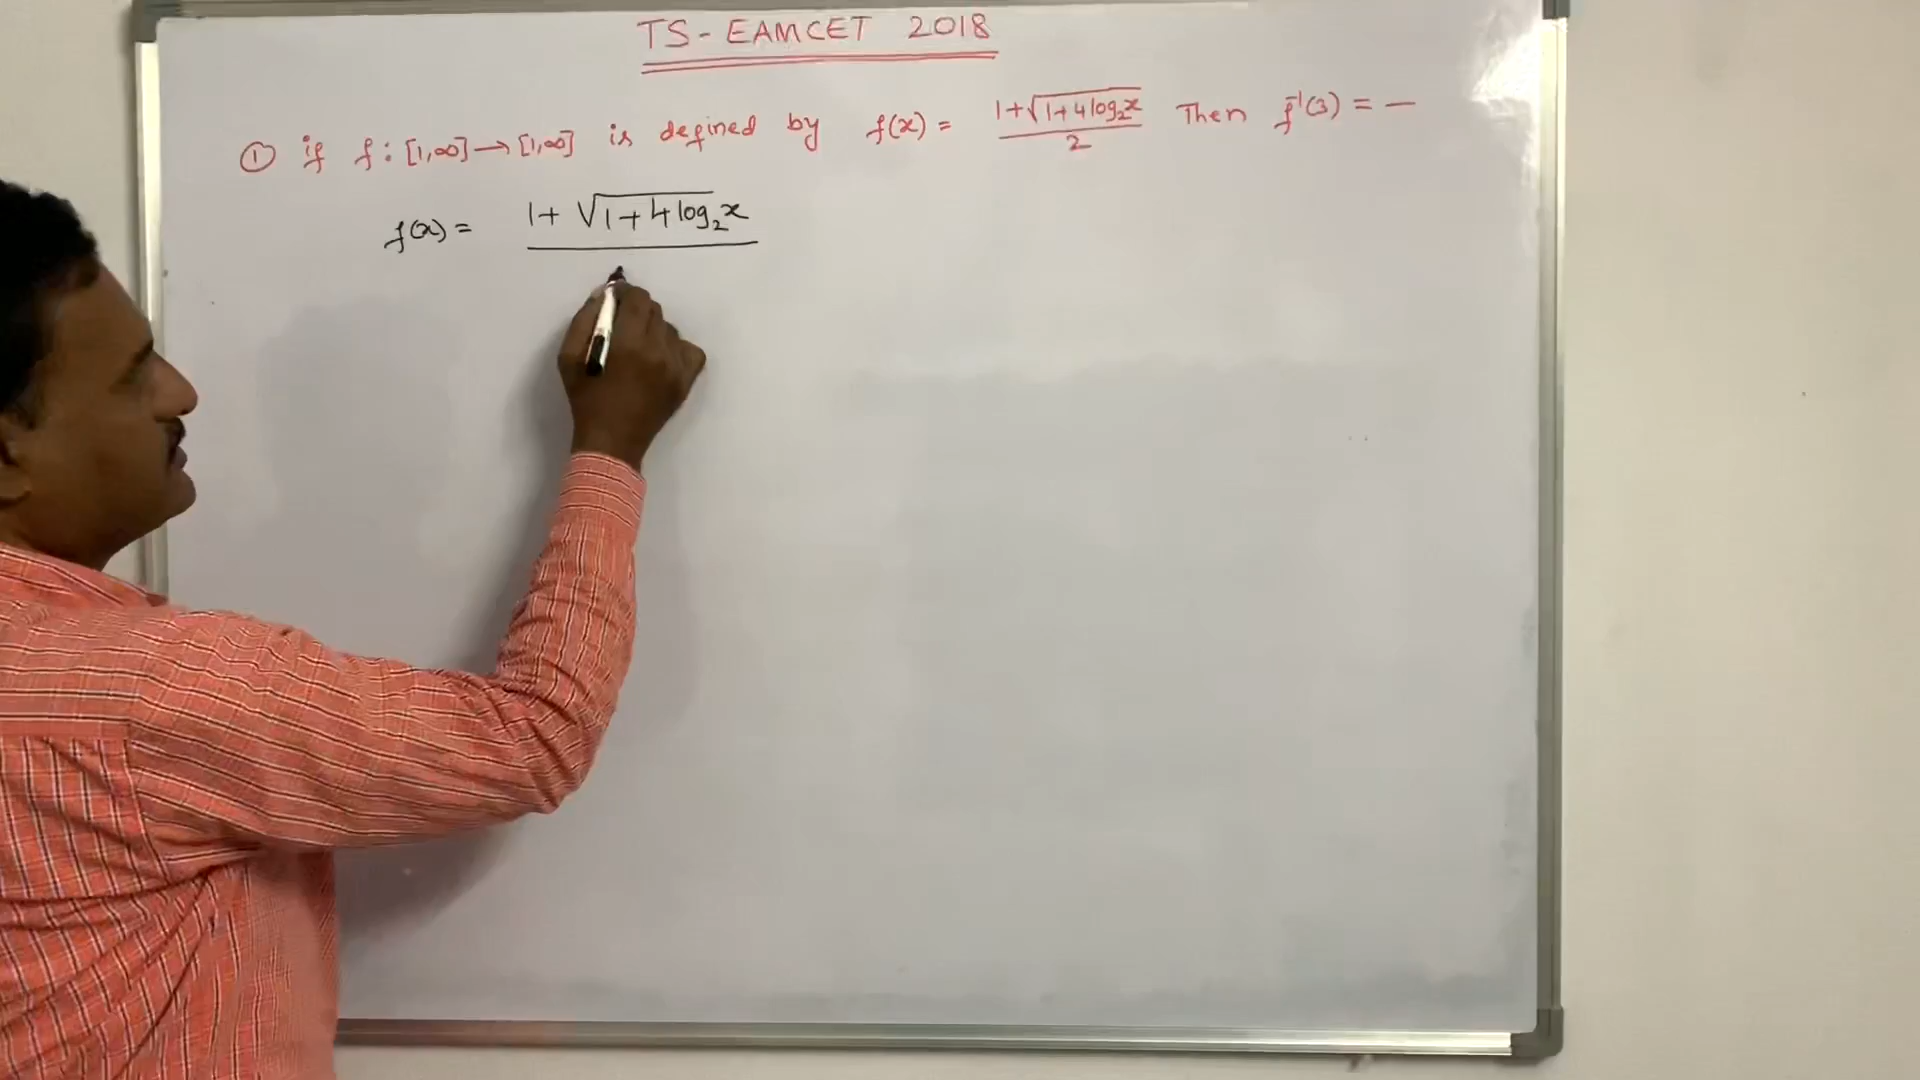 TS - EAMCET 2018
① if f : [1,∞] → [1,∞] is defined by f(x) = (1+√(1+4log₂x))/2 Then f⁻¹(3) = —
f(x) = 1+ √1+4log₂x